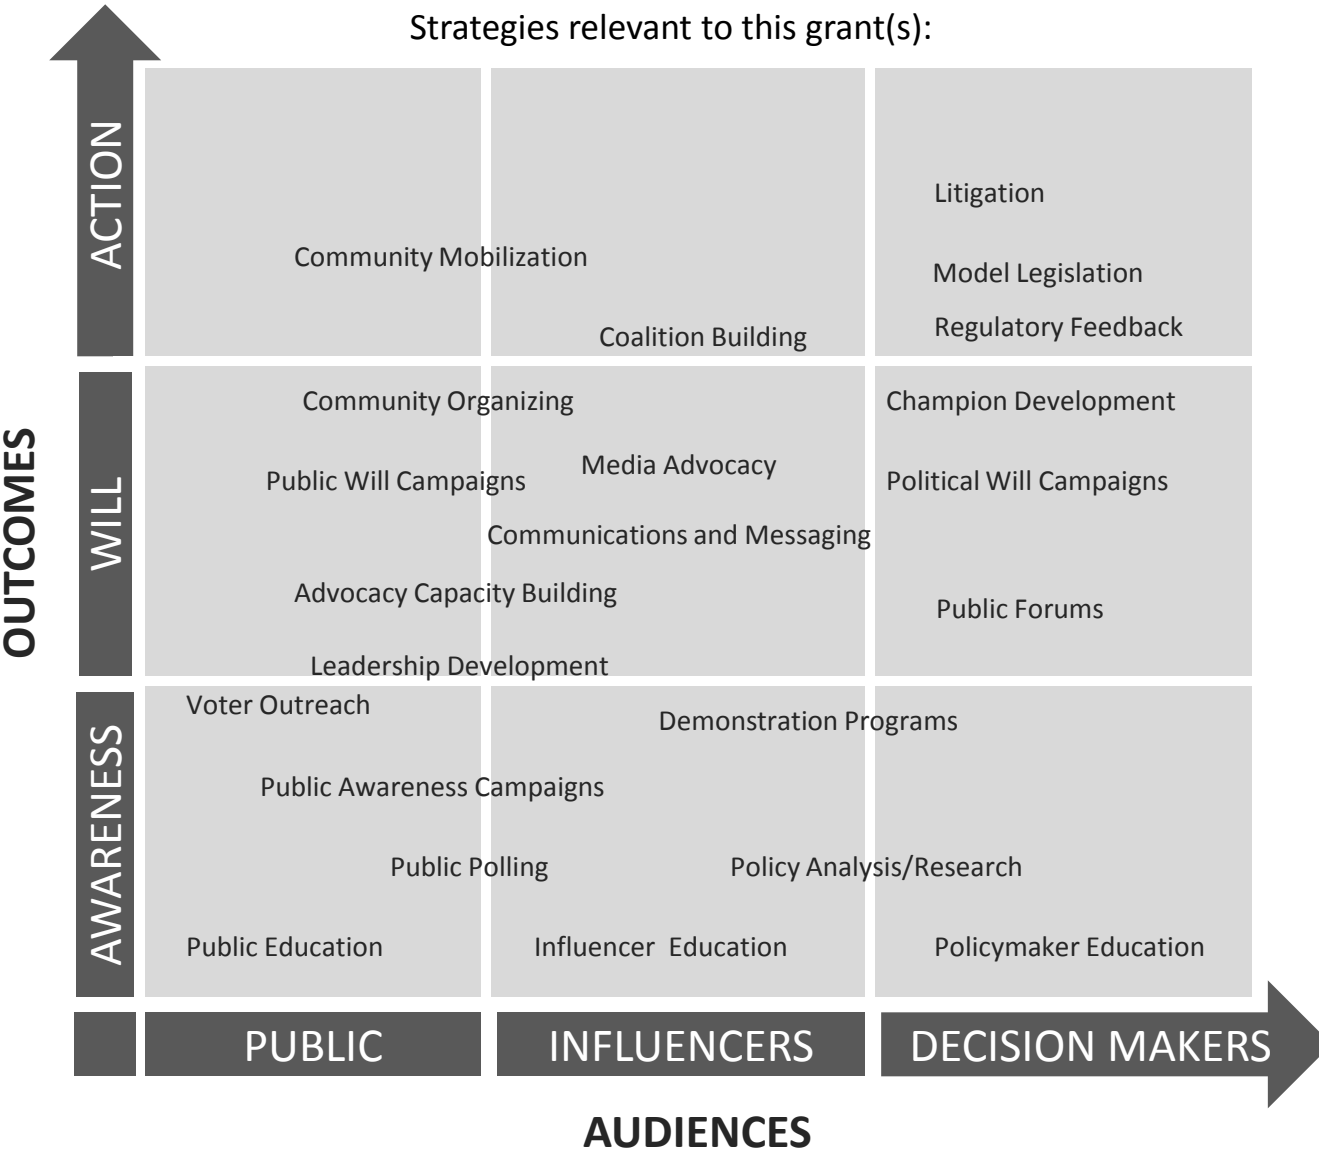 Strategies relevant to this grant(s):
ACTION
Litigation
Community Mobilization
Model Legislation
Regulatory Feedback
Coalition Building
OUTCOMES
WILL
Community Organizing
Champion Development
Media Advocacy
Public Will Campaigns
Political Will Campaigns
Communications and Messaging
Advocacy Capacity Building
Public Forums
Leadership Development
AWARENESS
Voter Outreach
Demonstration Programs
Public Awareness Campaigns
Public Polling
Policy Analysis/Research
Public Education
Influencer  Education
Policymaker Education
PUBLIC
INFLUENCERS
DECISION MAKERS
AUDIENCES